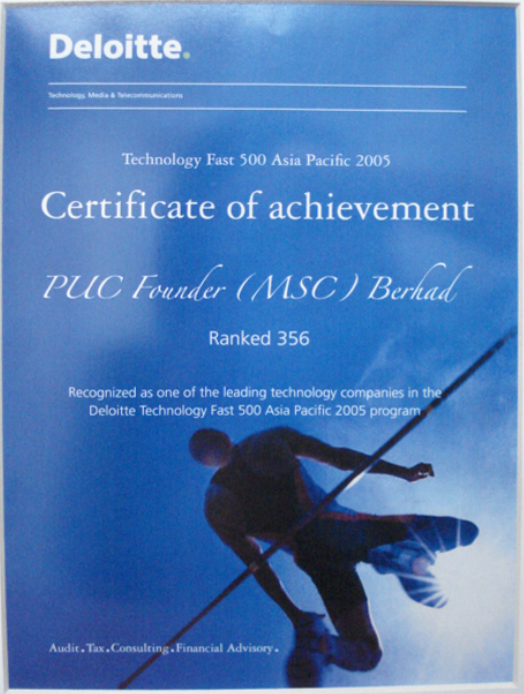 Deloitte.
Technology, Media & Telecommunications
Technology Fast 500 Asia Pacific 2005
Certificate of achievement
PUC Founder (MSC) Berhad
Ranked 356
Recognized as one of the leading technology companies in the
Deloitte Technology Fast 500 Asia Pacific 2005 program
Audit.Tax.Consulting.Financial Advisory.